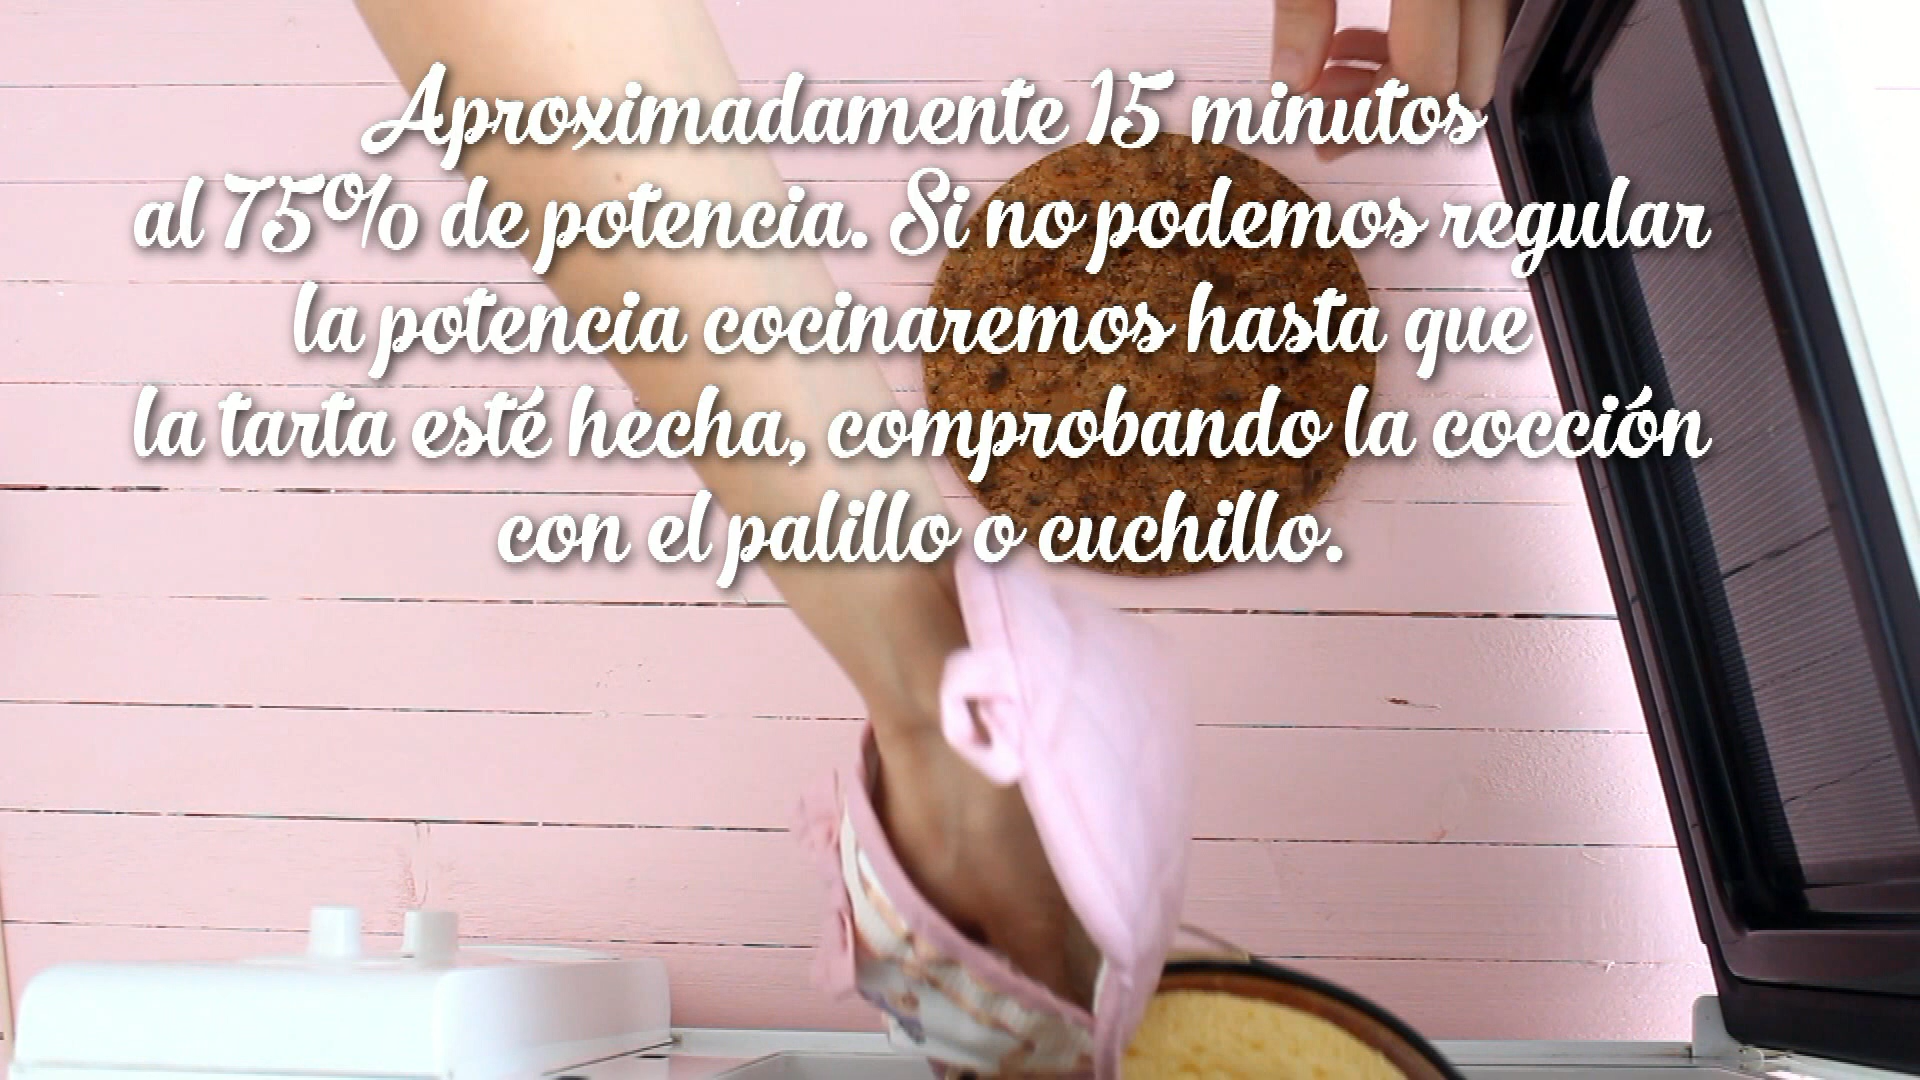 Aproximadamente 15 minutos
al 75% de potencia. Si no podemos regular
la potencia cocinaremos hasta que
la tarta esté hecha, comprobando la cocción
con el palillo o cuchillo.